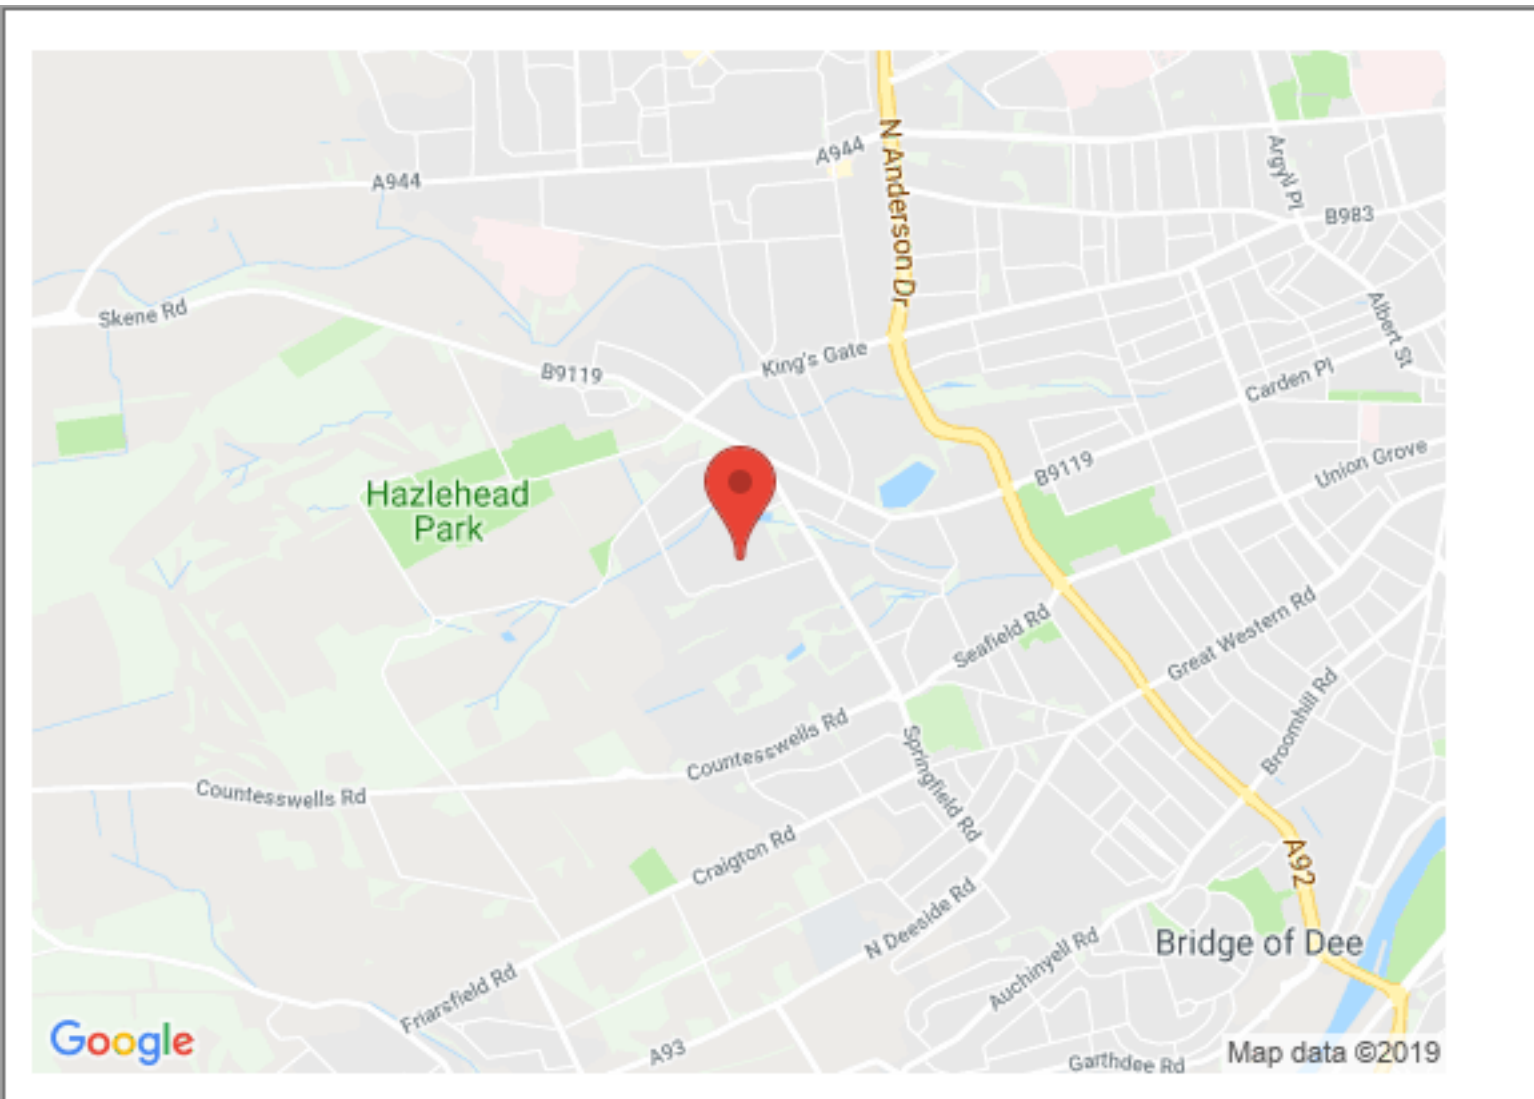 N Anderson Dr
A944
A944
Argyll Pl
B983
Skene Rd
Albert St
King's Gate
B9119
Carden Pl
B9119
Union Grove
Hazlehead
Park
Great Western Rd
Seafield Rd
Broomhill Rd
Countesswells Rd
Springfield Rd
Countesswells Rd
Craigton Rd
A92
N Deeside Rd
Bridge of Dee
Auchinyell Rd
Friarsfield Rd
Google
A93
Garthdee Rd
Map data ©2019